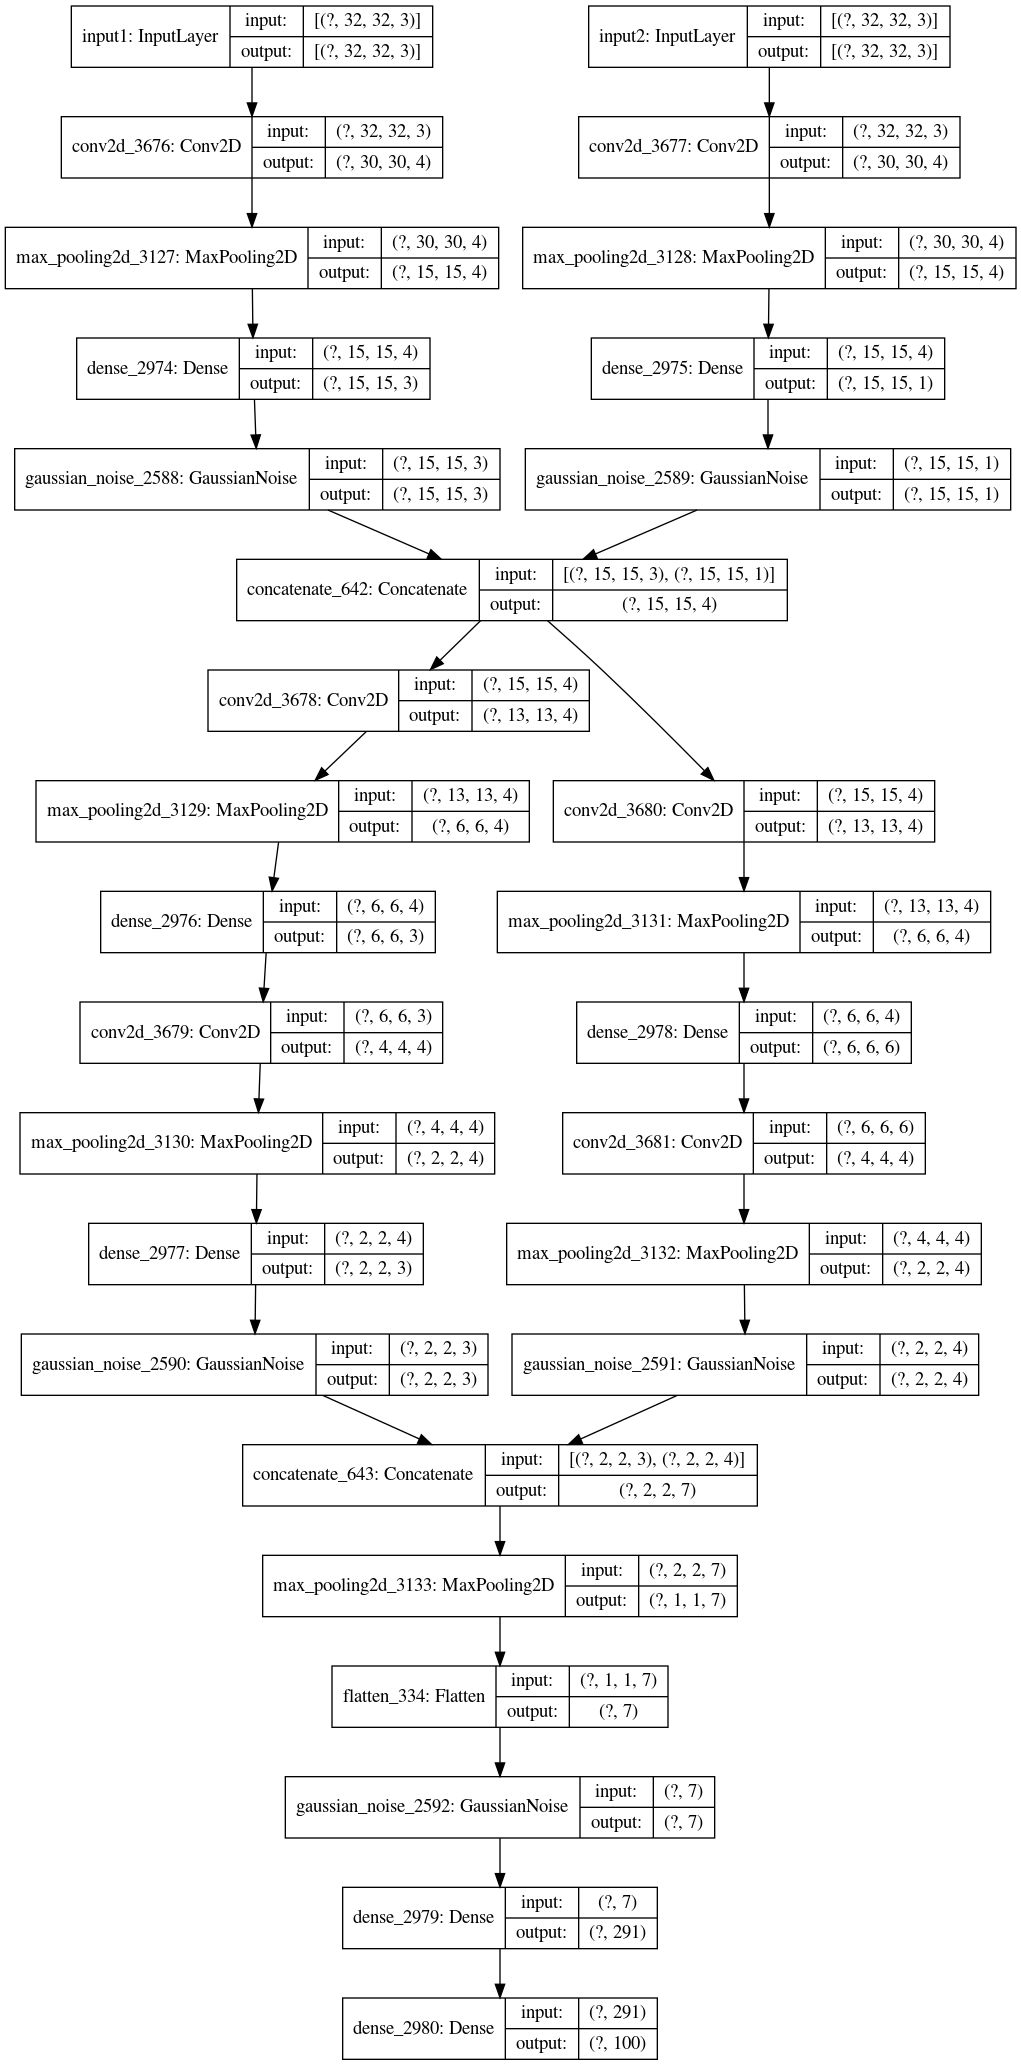 input1: InputLayer
input: [(?, 32, 32, 3)]
output: [(?, 32, 32, 3)]
input2: InputLayer
input: [(?, 32, 32, 3)]
output: [(?, 32, 32, 3)]
conv2d_3676: Conv2D
input: (?, 32, 32, 3)
output: (?, 30, 30, 4)
conv2d_3677: Conv2D
input: (?, 32, 32, 3)
output: (?, 30, 30, 4)
max_pooling2d_3127: MaxPooling2D
input: (?, 30, 30, 4)
output: (?, 15, 15, 4)
max_pooling2d_3128: MaxPooling2D
input: (?, 30, 30, 4)
output: (?, 15, 15, 4)
dense_2974: Dense
input: (?, 15, 15, 4)
output: (?, 15, 15, 3)
dense_2975: Dense
input: (?, 15, 15, 4)
output: (?, 15, 15, 1)
gaussian_noise_2588: GaussianNoise
input: (?, 15, 15, 3)
output: (?, 15, 15, 3)
gaussian_noise_2589: GaussianNoise
input: (?, 15, 15, 1)
output: (?, 15, 15, 1)
concatenate_642: Concatenate
input: [(?, 15, 15, 3), (?, 15, 15, 1)]
output: (?, 15, 15, 4)
conv2d_3678: Conv2D
input: (?, 15, 15, 4)
output: (?, 13, 13, 4)
max_pooling2d_3129: MaxPooling2D
input: (?, 13, 13, 4)
output: (?, 6, 6, 4)
conv2d_3680: Conv2D
input: (?, 15, 15, 4)
output: (?, 13, 13, 4)
dense_2976: Dense
input: (?, 6, 6, 4)
output: (?, 6, 6, 3)
max_pooling2d_3131: MaxPooling2D
input: (?, 13, 13, 4)
output: (?, 6, 6, 4)
conv2d_3679: Conv2D
input: (?, 6, 6, 3)
output: (?, 4, 4, 4)
dense_2978: Dense
input: (?, 6, 6, 4)
output: (?, 6, 6, 6)
max_pooling2d_3130: MaxPooling2D
input: (?, 4, 4, 4)
output: (?, 2, 2, 4)
conv2d_3681: Conv2D
input: (?, 6, 6, 6)
output: (?, 4, 4, 4)
dense_2977: Dense
input: (?, 2, 2, 4)
output: (?, 2, 2, 3)
max_pooling2d_3132: MaxPooling2D
input: (?, 4, 4, 4)
output: (?, 2, 2, 4)
gaussian_noise_2590: GaussianNoise
input: (?, 2, 2, 3)
output: (?, 2, 2, 3)
gaussian_noise_2591: GaussianNoise
input: (?, 2, 2, 4)
output: (?, 2, 2, 4)
concatenate_643: Concatenate
input: [(?, 2, 2, 3), (?, 2, 2, 4)]
output: (?, 2, 2, 7)
max_pooling2d_3133: MaxPooling2D
input: (?, 2, 2, 7)
output: (?, 1, 1, 7)
flatten_334: Flatten
input: (?, 1, 1, 7)
output: (?, 7)
gaussian_noise_2592: GaussianNoise
input: (?, 7)
output: (?, 7)
dense_2979: Dense
input: (?, 7)
output: (?, 291)
dense_2980: Dense
input: (?, 291)
output: (?, 100)